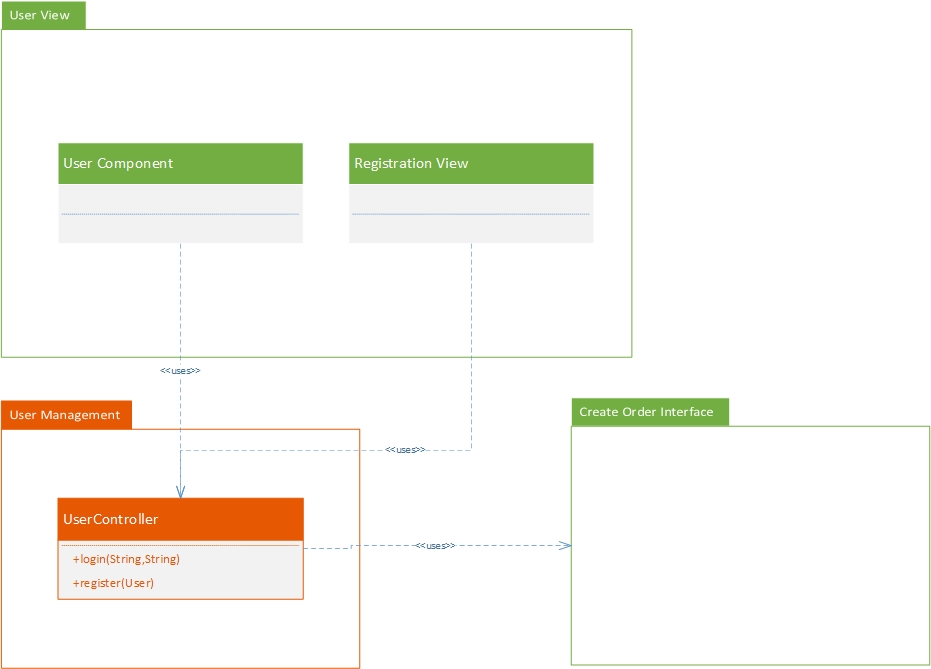 User View
User Component
Registration View
<<uses>>
User Management
Create Order Interface
<<uses>>
UserController
<<uses>>
+login(String,String)
+register(User)